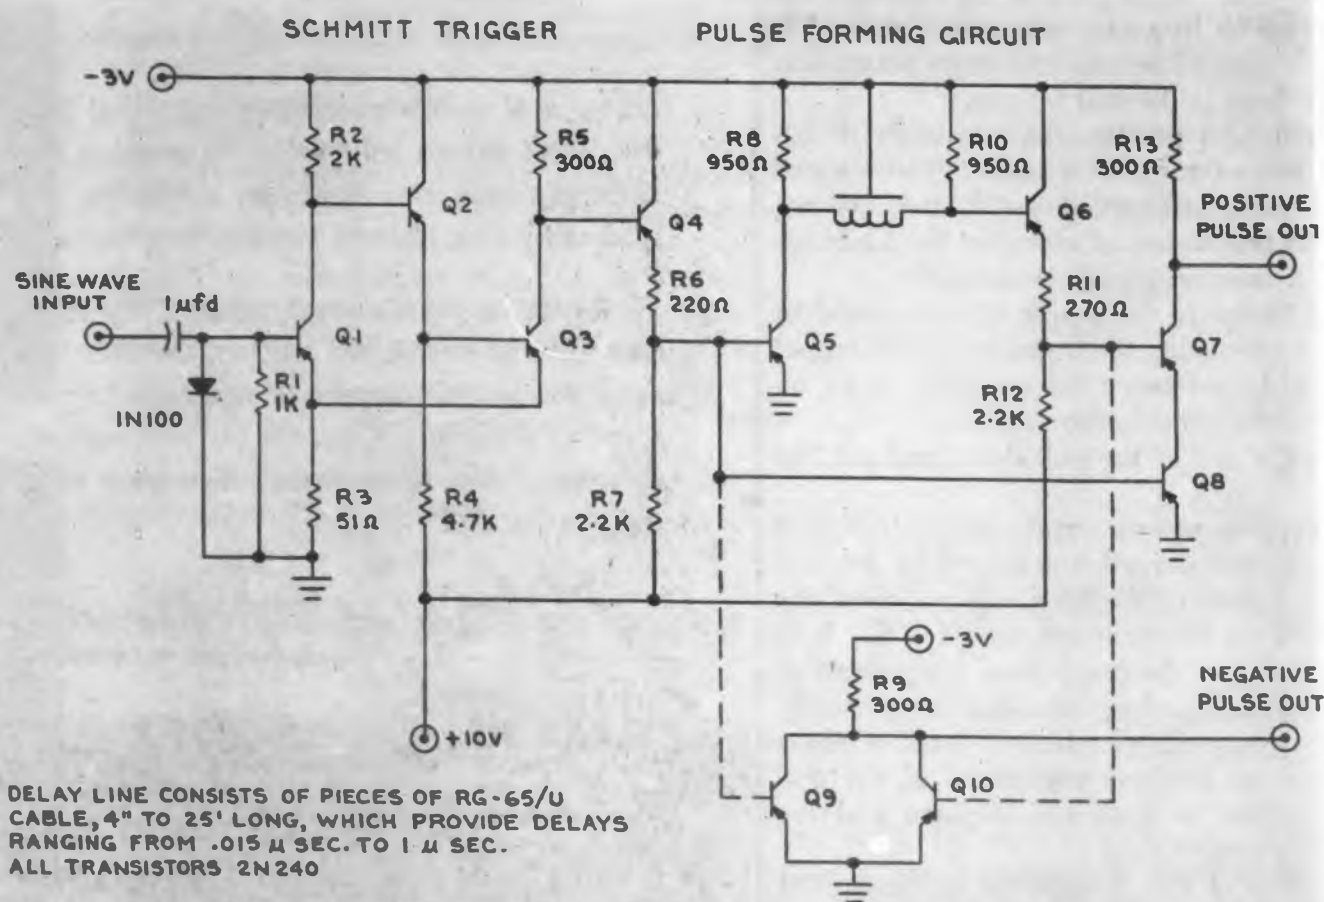 SCHMITT TRIGGER
PULSE FORMING CIRCUIT
-3V
R2
2K
R5
300Ω
R8
950Ω
R10
950Ω
R13
300Ω
Q2
Q4
Q6
POSITIVE
PULSE OUT
SINE WAVE
INPUT
1µfd
R6
220Ω
R11
270Ω
Q1
Q3
Q5
Q7
R1
1K
1N100
R12
2.2K
R3
51Ω
R4
4.7K
R7
2.2K
Q8
-3V
R9
300Ω
NEGATIVE
PULSE OUT
+10V
Q9
Q10
DELAY LINE CONSISTS OF PIECES OF RG-65/U
CABLE, 4" TO 25' LONG, WHICH PROVIDE DELAYS
RANGING FROM .015 µ SEC. TO 1 µ SEC.
ALL TRANSISTORS 2N240